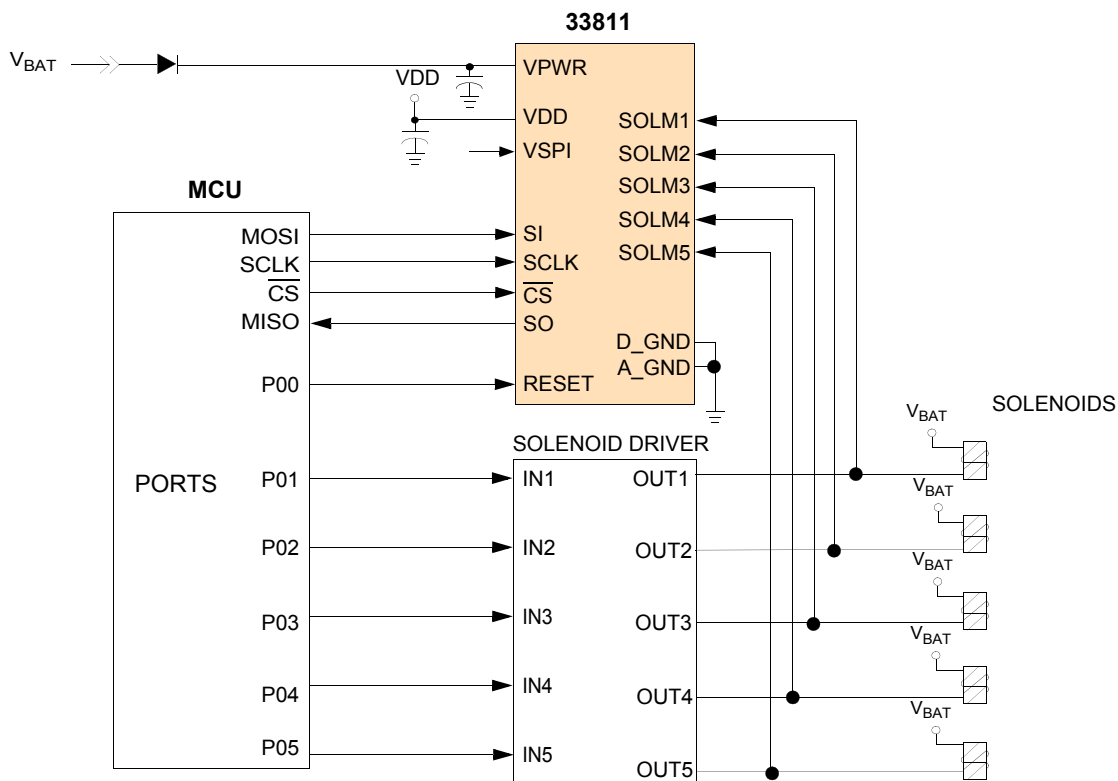 33811
VBAT
VPWR
VDD
VDD
SOLM1
VSPI
SOLM2
MCU
SOLM3
SOLM4
MOSI
SI
SOLM5
SCLK
SCLK
CS
CS
MISO
SO
D_GND
A_GND
P00
RESET
SOLENOIDS
VBAT
SOLENOID DRIVER
PORTS
P01
IN1
OUT1
VBAT
P02
IN2
OUT2
VBAT
P03
IN3
OUT3
VBAT
P04
IN4
OUT4
VBAT
P05
IN5
OUT5